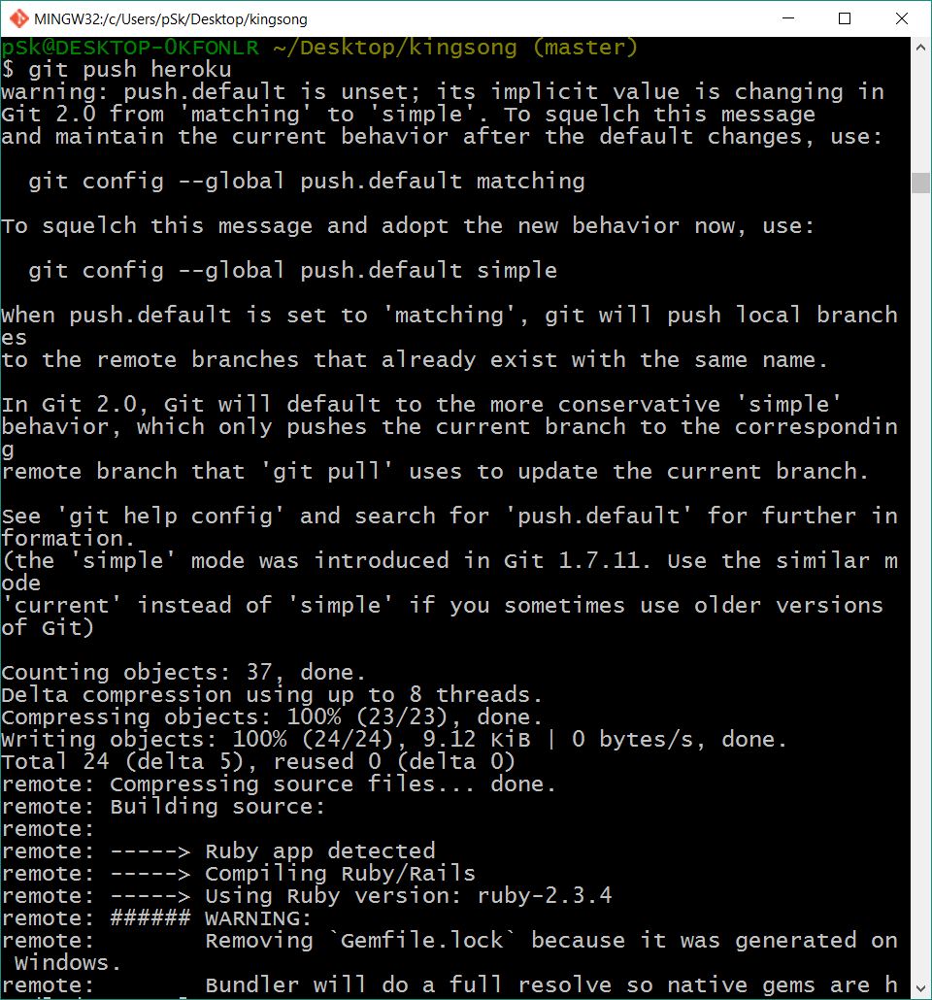 MINGW32:/c/Users/pSk/Desktop/kingsong
pSk@DESKTOP-0KFONLR ~/Desktop/kingsong (master)
$ git push heroku
warning: push.default is unset; its implicit value is changing in
Git 2.0 from 'matching' to 'simple'. To squelch this message
and maintain the current behavior after the default changes, use:
git config --global push.default matching
To squelch this message and adopt the new behavior now, use:
git config --global push.default simple
When push.default is set to 'matching', git will push local branch
es
to the remote branches that already exist with the same name.
In Git 2.0, Git will default to the more conservative 'simple'
behavior, which only pushes the current branch to the correspondin
g
remote branch that 'git pull' uses to update the current branch.
See 'git help config' and search for 'push.default' for further in
formation.
(the 'simple' mode was introduced in Git 1.7.11. Use the similar m
ode
'current' instead of 'simple' if you sometimes use older versions
of Git)
Counting objects: 37, done.
Delta compression using up to 8 threads.
Compressing objects: 100% (23/23), done.
Writing objects: 100% (24/24), 9.12 KiB | 0 bytes/s, done.
Total 24 (delta 5), reused 0 (delta 0)
remote: Compressing source files... done.
remote: Building source:
remote:
remote: -----> Ruby app detected
remote: -----> Compiling Ruby/Rails
remote: -----> Using Ruby version: ruby-2.3.4
remote: ###### WARNING:
remote:        Removing `Gemfile.lock` because it was generated on
Windows.
remote:        Bundler will do a full resolve so native gems are h